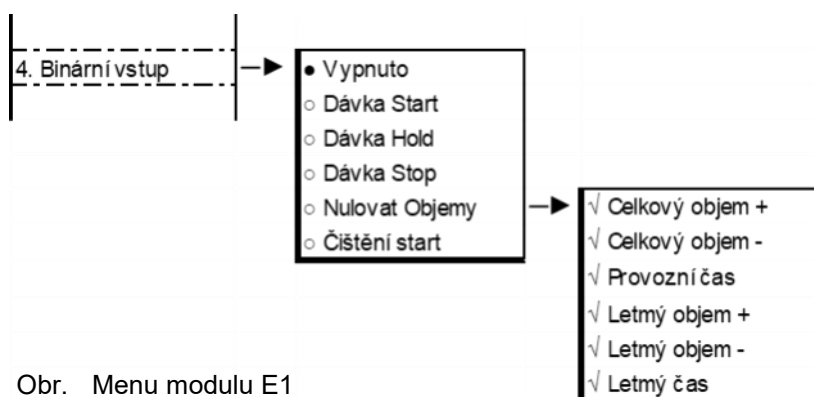 4. Binární vstup
● Vypnuto
○ Dávka Start
○ Dávka Hold
○ Dávka Stop
○ Nulovat Objemy
○ Čištění start
√ Celkový objem +
√ Celkový objem -
√ Provozní čas
√ Letmý objem +
√ Letmý objem -
√ Letmý čas
Obr. Menu modulu E1